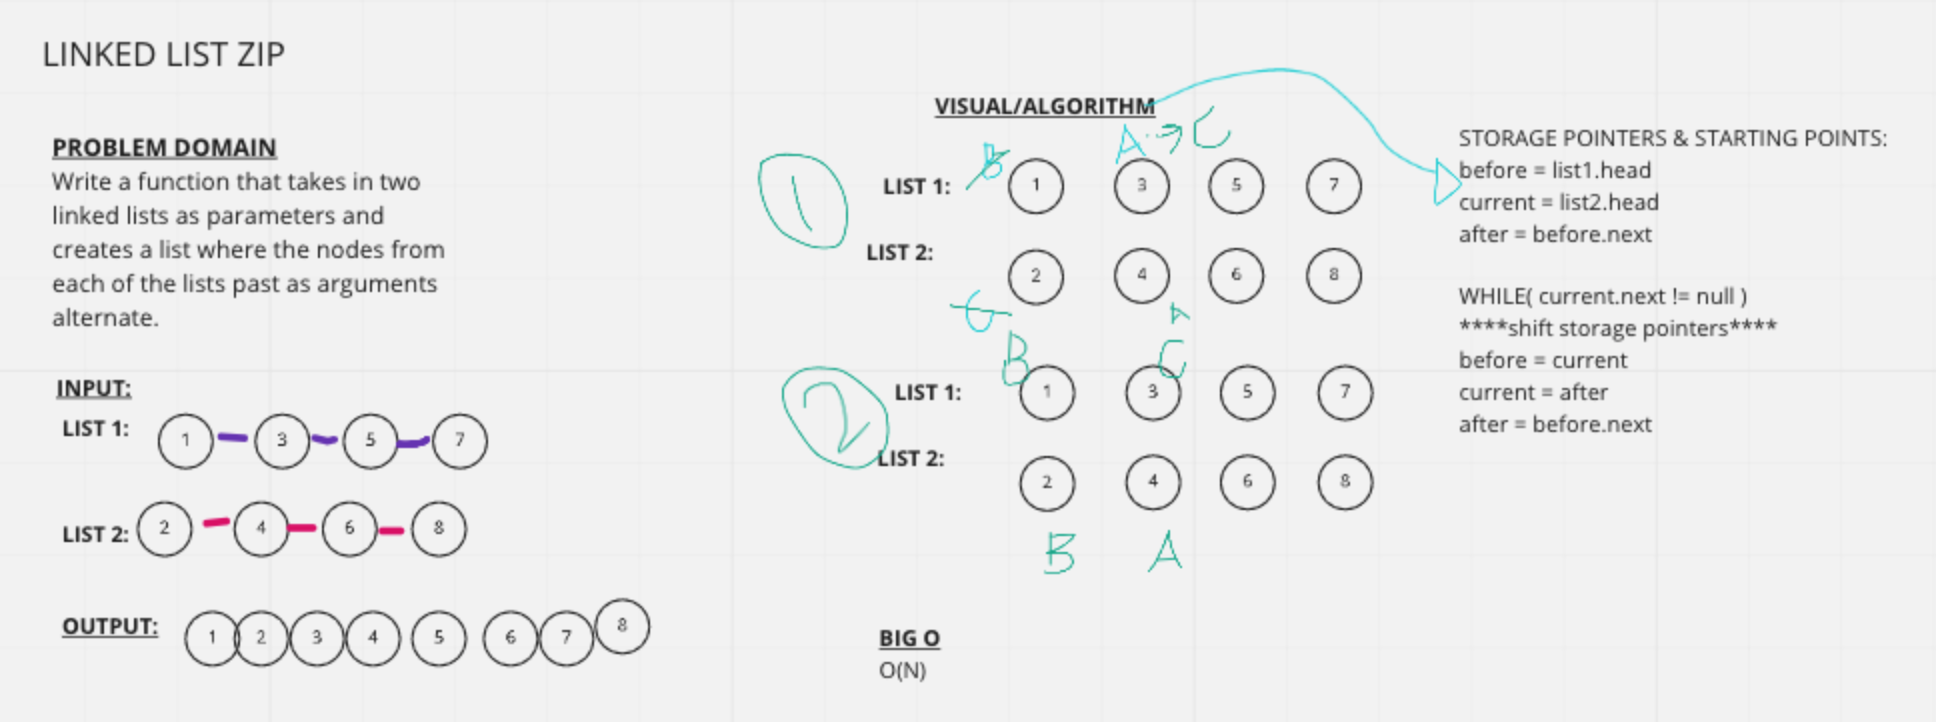 LINKED LIST ZIP
PROBLEM DOMAIN
Write a function that takes in two
linked lists as parameters and
creates a list where the nodes from
each of the lists past as arguments
alternate.
INPUT:
LIST 1: 1 3 5 7
LIST 2: 2 4 6 8
OUTPUT: 1 2 3 4 5 6 7 8
VISUAL/ALGORITHM
B A → C
1
LIST 1: 1 3 5 7
LIST 2: 2 4 6 8
C A
B C
2
LIST 1: 1 3 5 7
LIST 2: 2 4 6 8
B A
BIG O
O(N)
STORAGE POINTERS & STARTING POINTS:
before = list1.head
current = list2.head
after = before.next
WHILE( current.next != null )
****shift storage pointers****
before = current
current = after
after = before.next